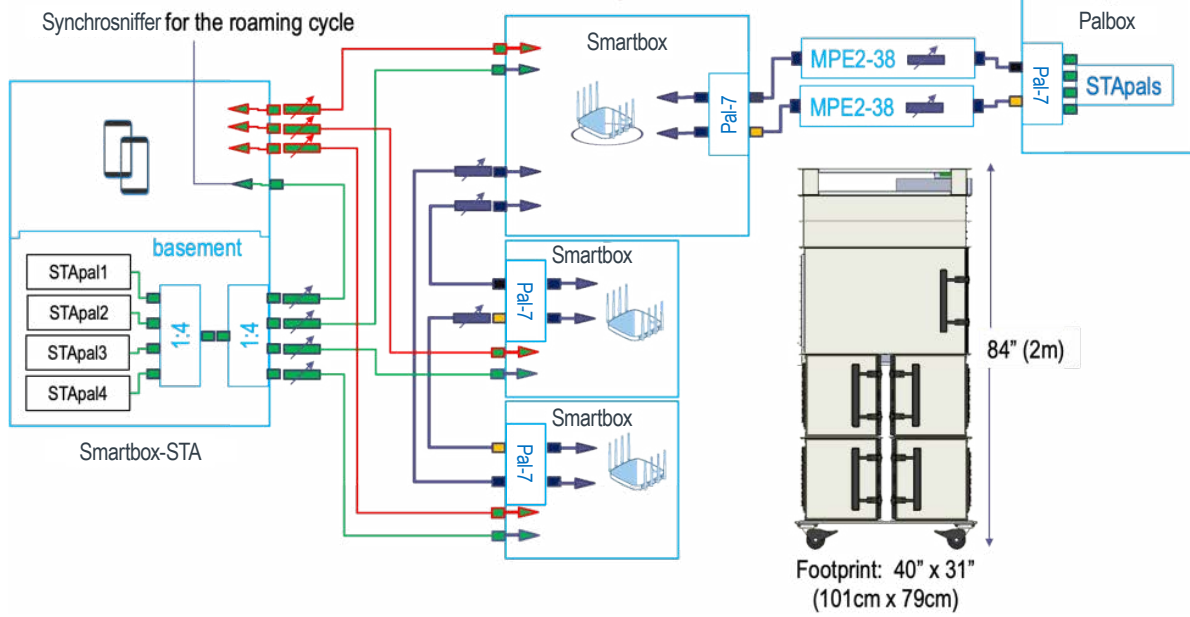 Synchrosniffer for the roaming cycle
Smartbox
Palbox
MPE2-38
MPE2-38
Pal-7
Pal-7
STApals
basement
STApal1
STApal2
STApal3
STApal4
1:4
1:4
Smartbox-STA
Smartbox
Pal-7
Smartbox
Pal-7
84” (2m)
Footprint: 40” x 31”
(101cm x 79cm)